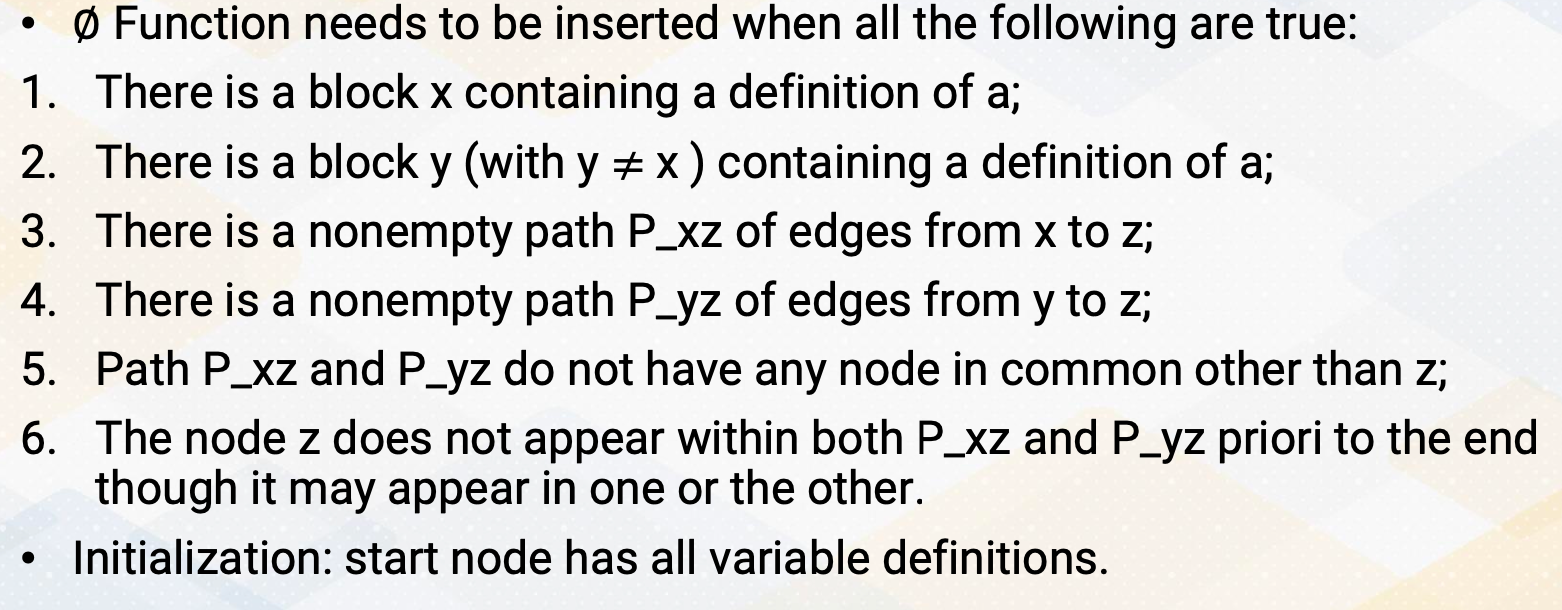 • ∅ Function needs to be inserted when all the following are true:
1. There is a block x containing a definition of a;
2. There is a block y (with y ≠ x ) containing a definition of a;
3. There is a nonempty path P_xz of edges from x to z;
4. There is a nonempty path P_yz of edges from y to z;
5. Path P_xz and P_yz do not have any node in common other than z;
6. The node z does not appear within both P_xz and P_yz priori to the end
though it may appear in one or the other.
• Initialization: start node has all variable definitions.